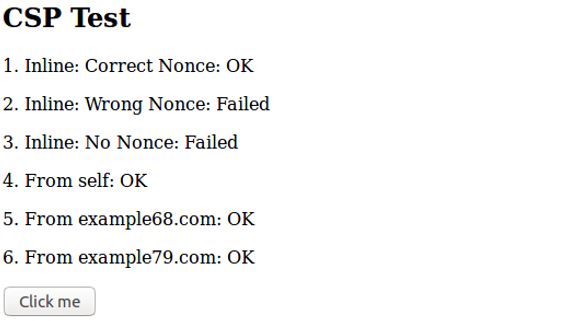 CSP Test
1. Inline: Correct Nonce: OK
2. Inline: Wrong Nonce: Failed
3. Inline: No Nonce: Failed
4. From self: OK
5. From example68.com: OK
6. From example79.com: OK
Click me